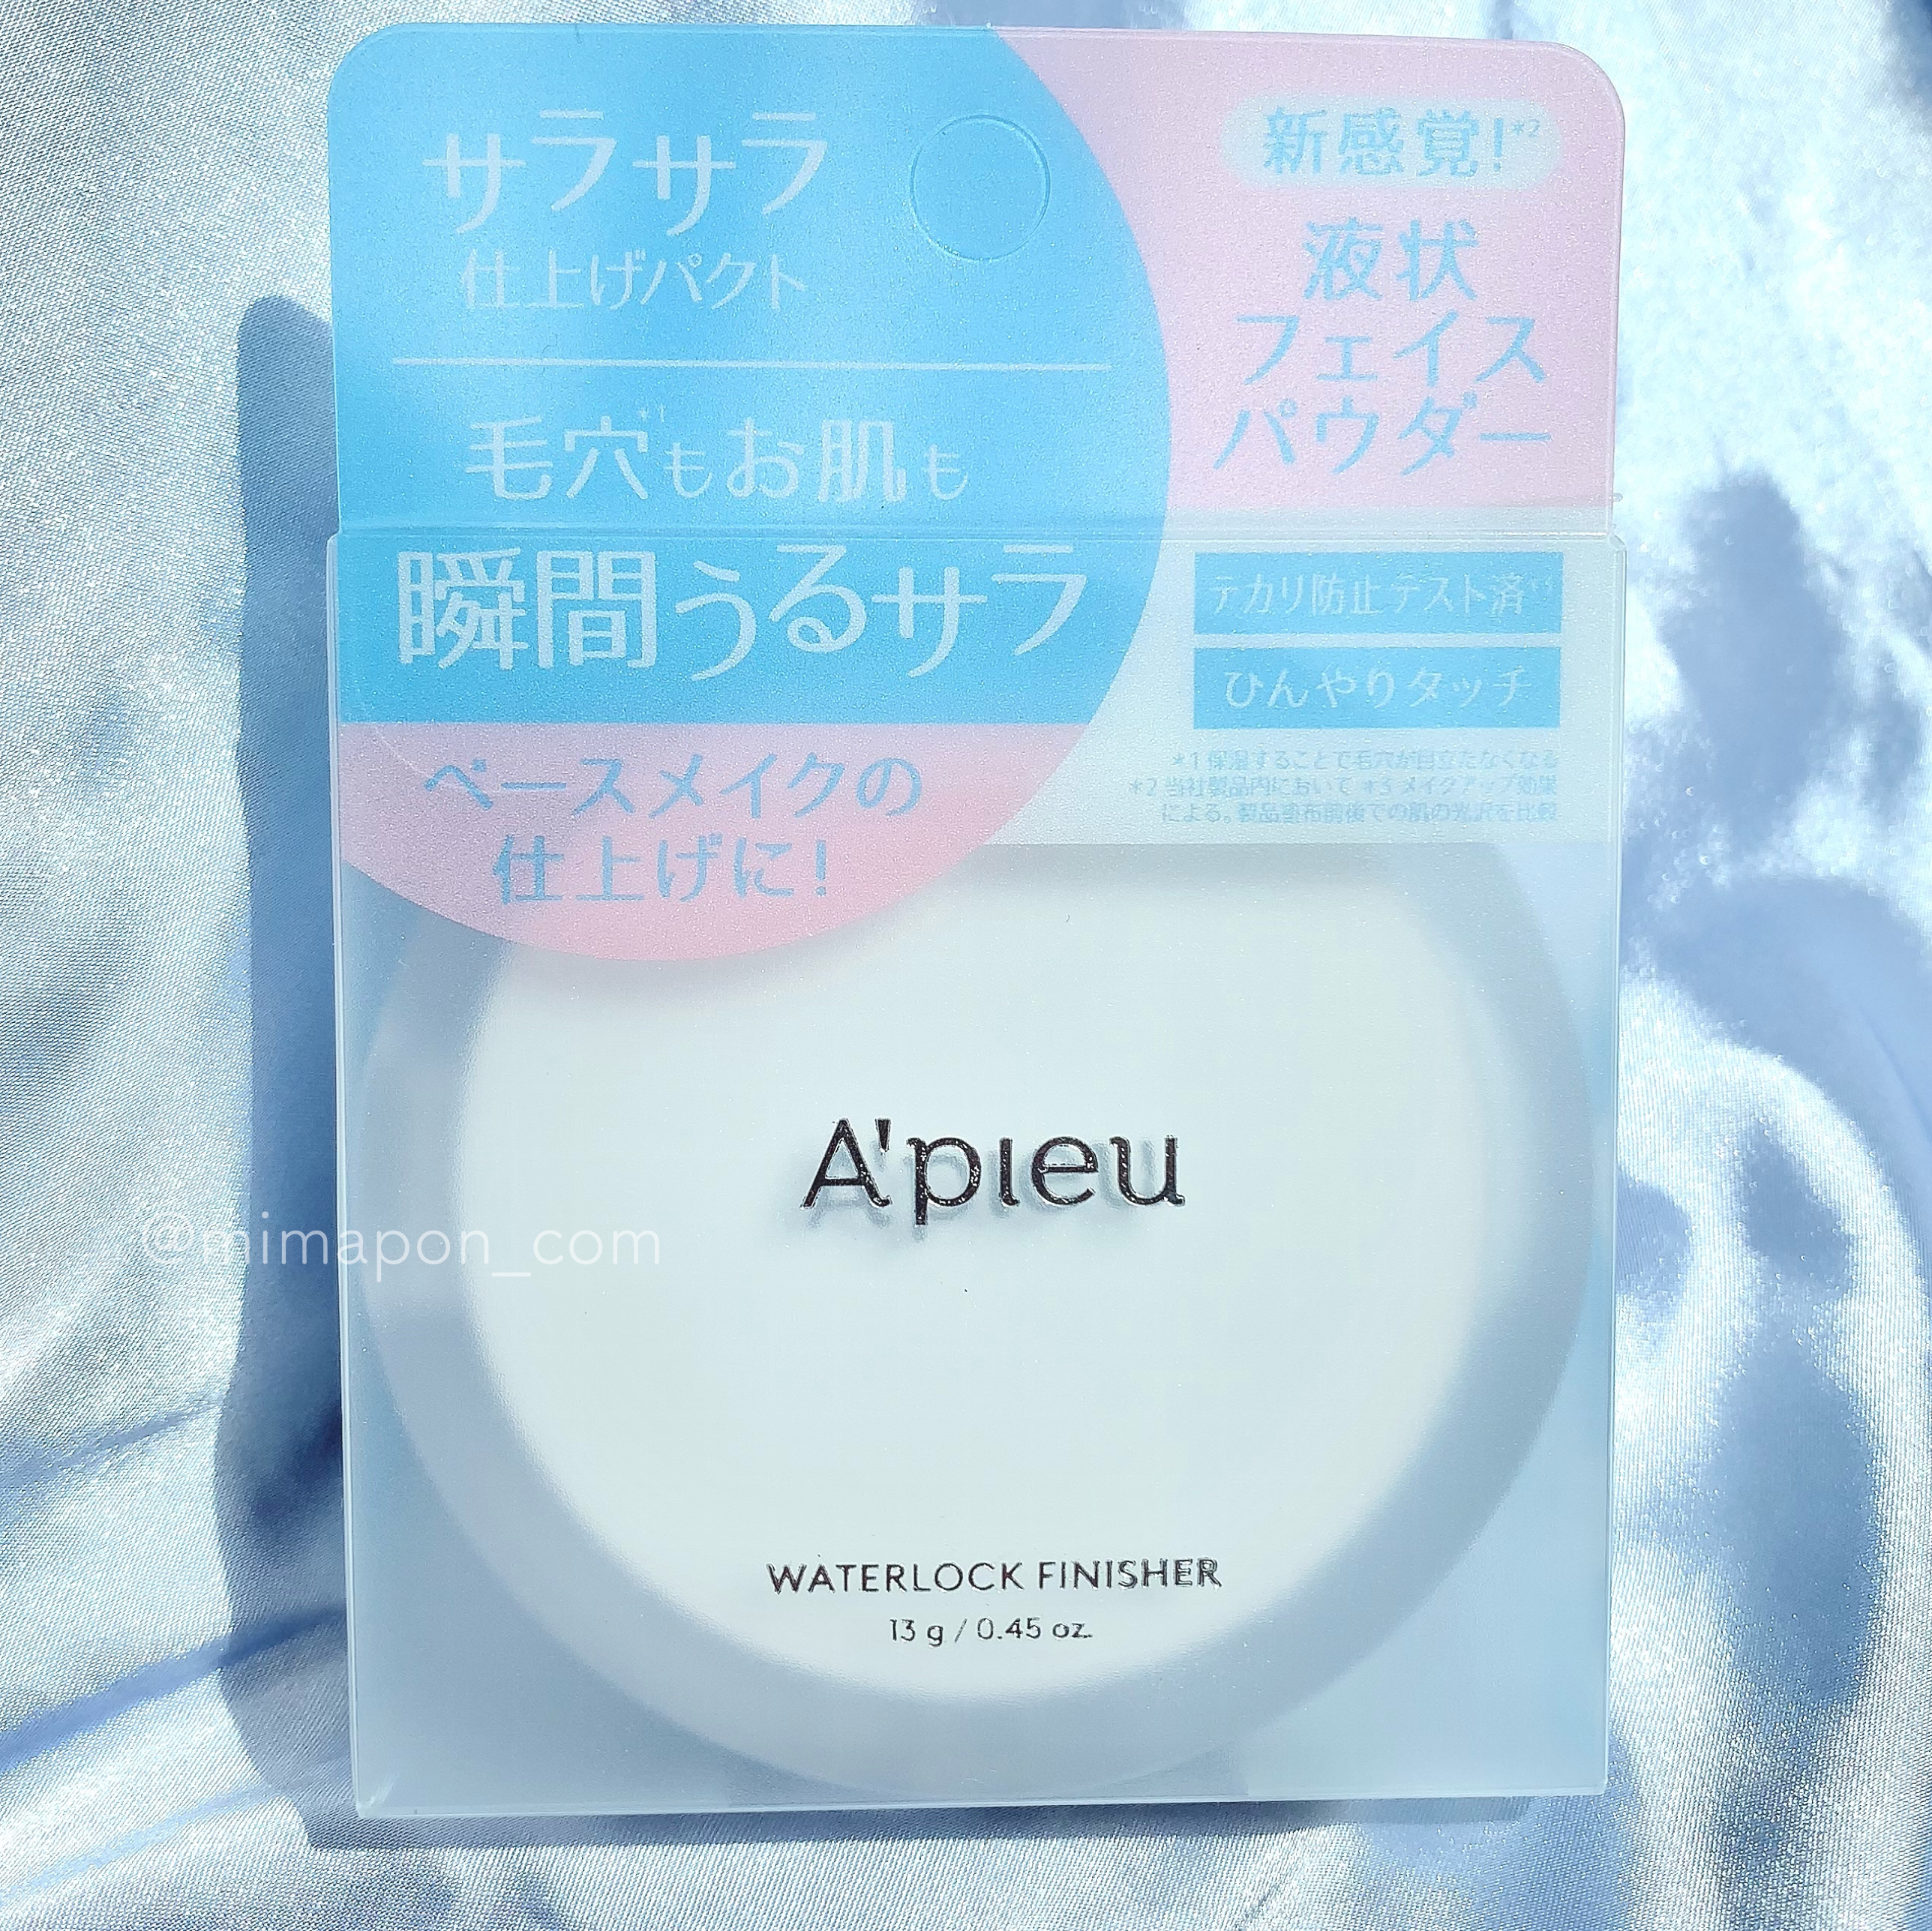 サラサラ
仕上げパクト
毛穴*1もお肌も
瞬間うるサラ
ベースメイクの
仕上げに!
新感覚!*2
液状
フェイス
パウダー
テカリ防止テスト済*3
ひんやりタッチ
*1 保湿することで毛穴が目立たなくなる
*2 当社製品内において *3 メイクアップ効果
による。製品塗布前後での肌の光沢を比較
A'pieu
@mimapon_com
WATERLOCK FINISHER
13 g / 0.45 oz.